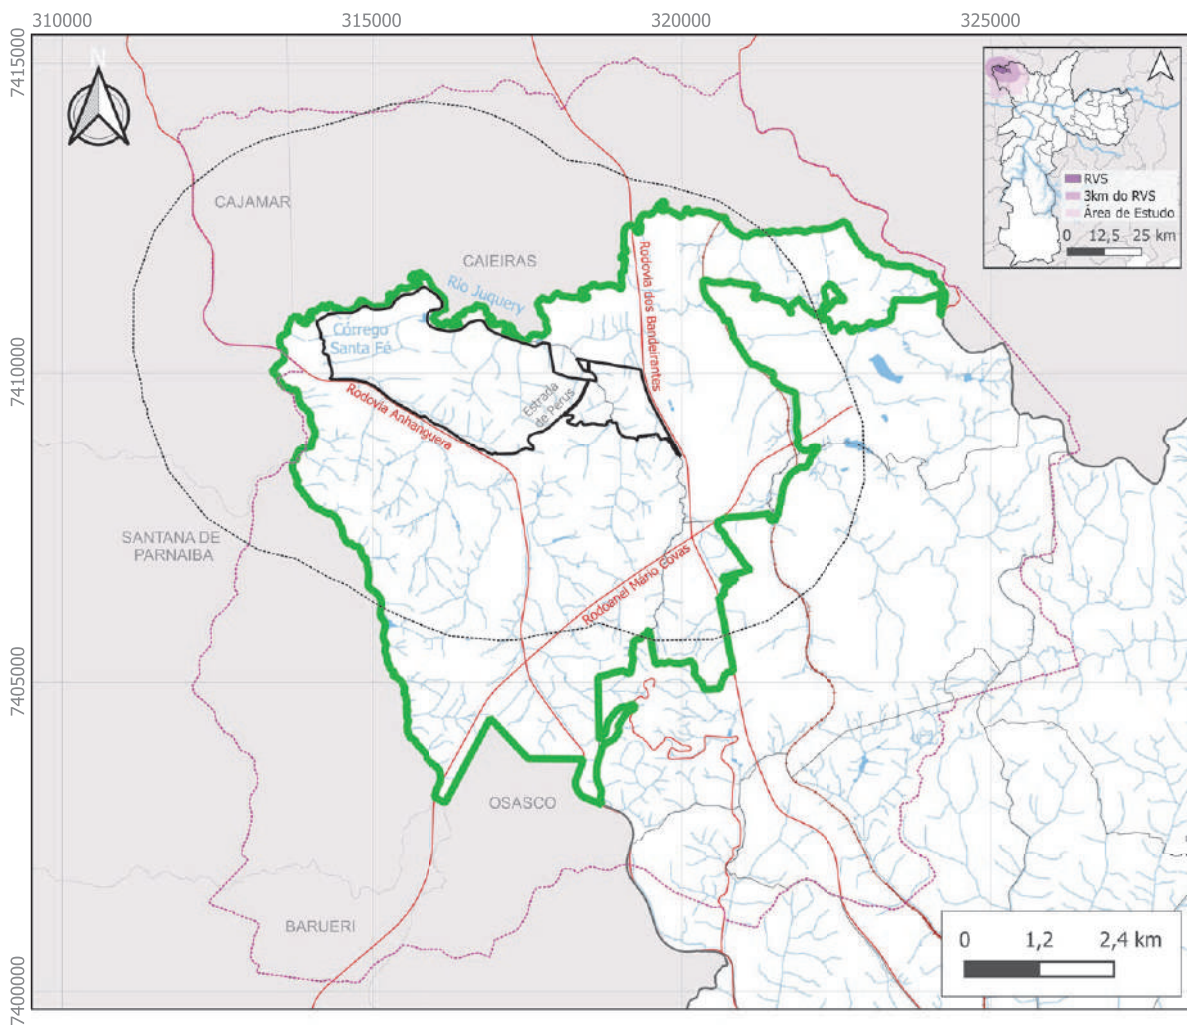 310000
315000
320000
325000
7415000
7410000
7405000
7400000
N
CAJAMAR
CAIEIRAS
Rio Juquery
Córrego
Santa Fé
Rodovia dos Bandeirantes
Estrada
de Perus
Rodovia Anhanguera
SANTANA DE
PARNAIBA
Rodoanel Mário Covas
OSASCO
BARUERI
RVS
3km do RVS
Área de Estudo
0 12,5 25 km
0 1,2 2,4 km